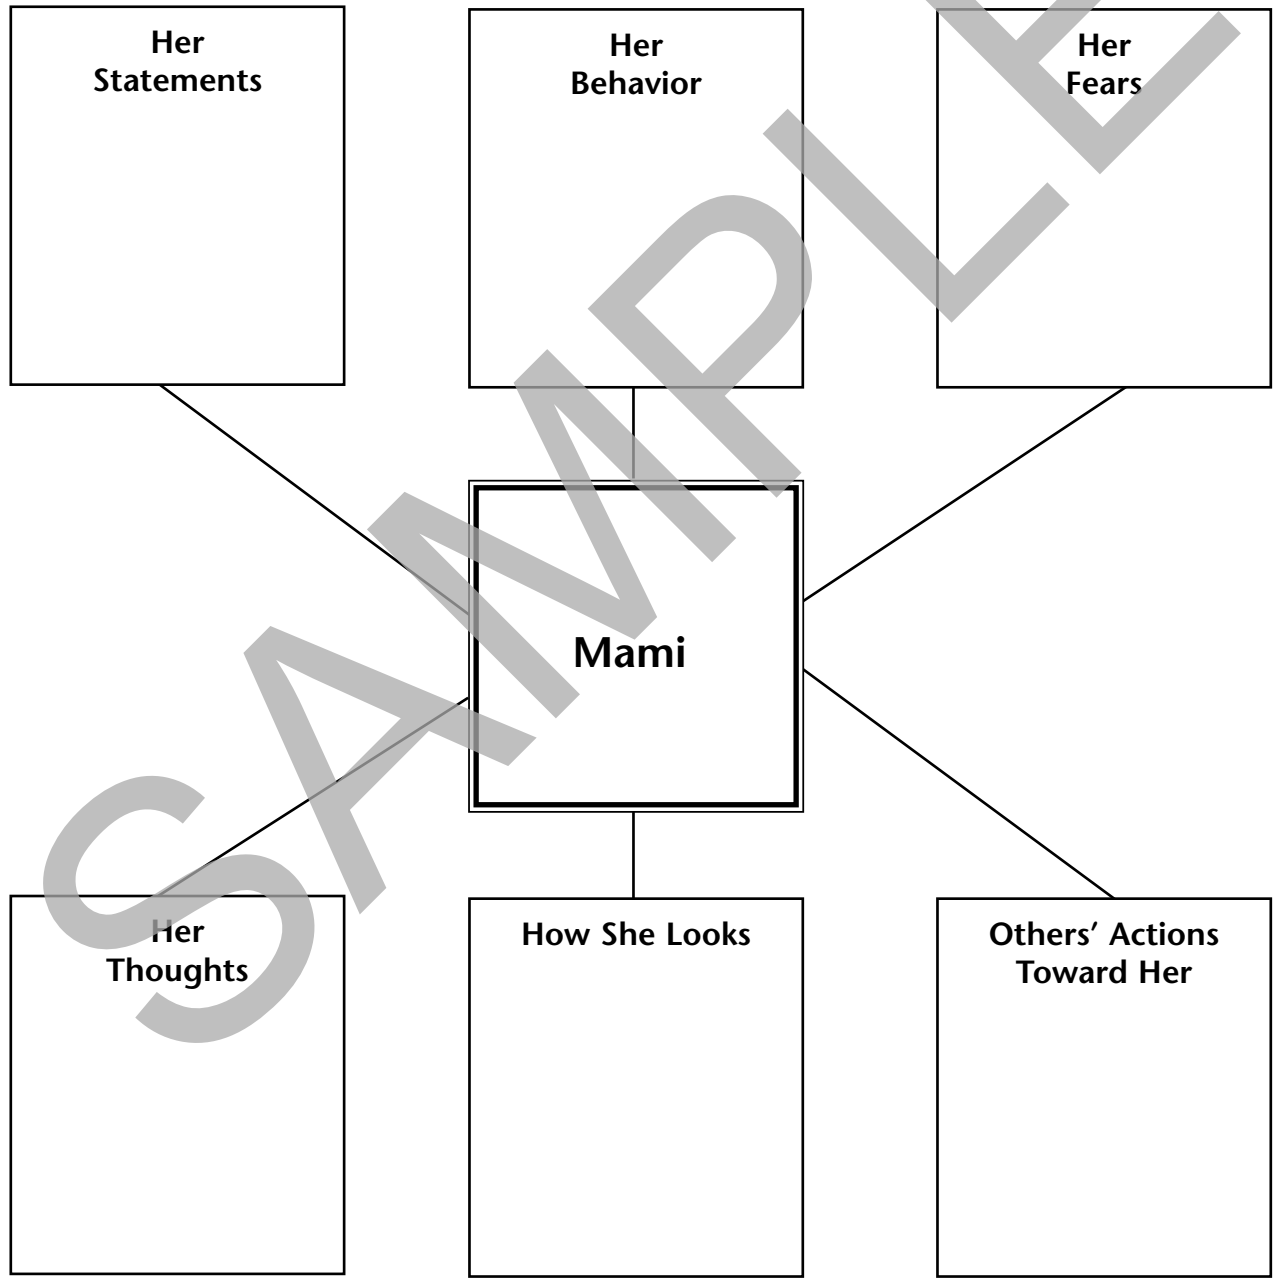 Her
Statements
Her
Behavior
Her
Fears
Mami
Her
Thoughts
How She Looks
Others’ Actions
Toward Her
SAMPLE